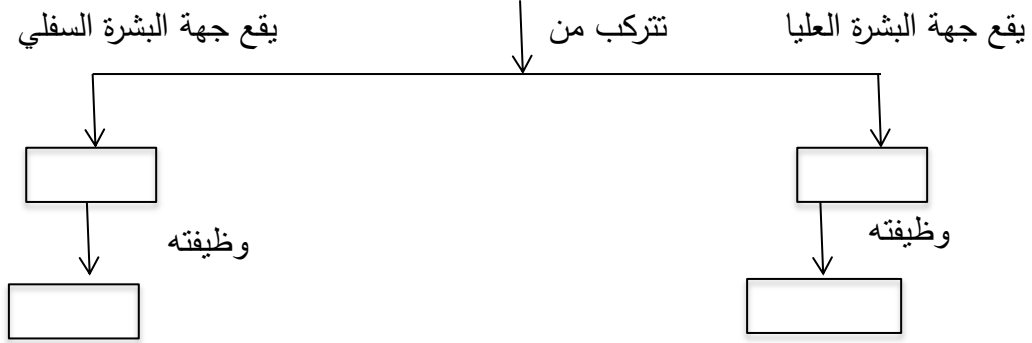 يقع جهة البشرة العليا تتركب من يقع جهة البشرة السفلي
وظيفته وظيفته